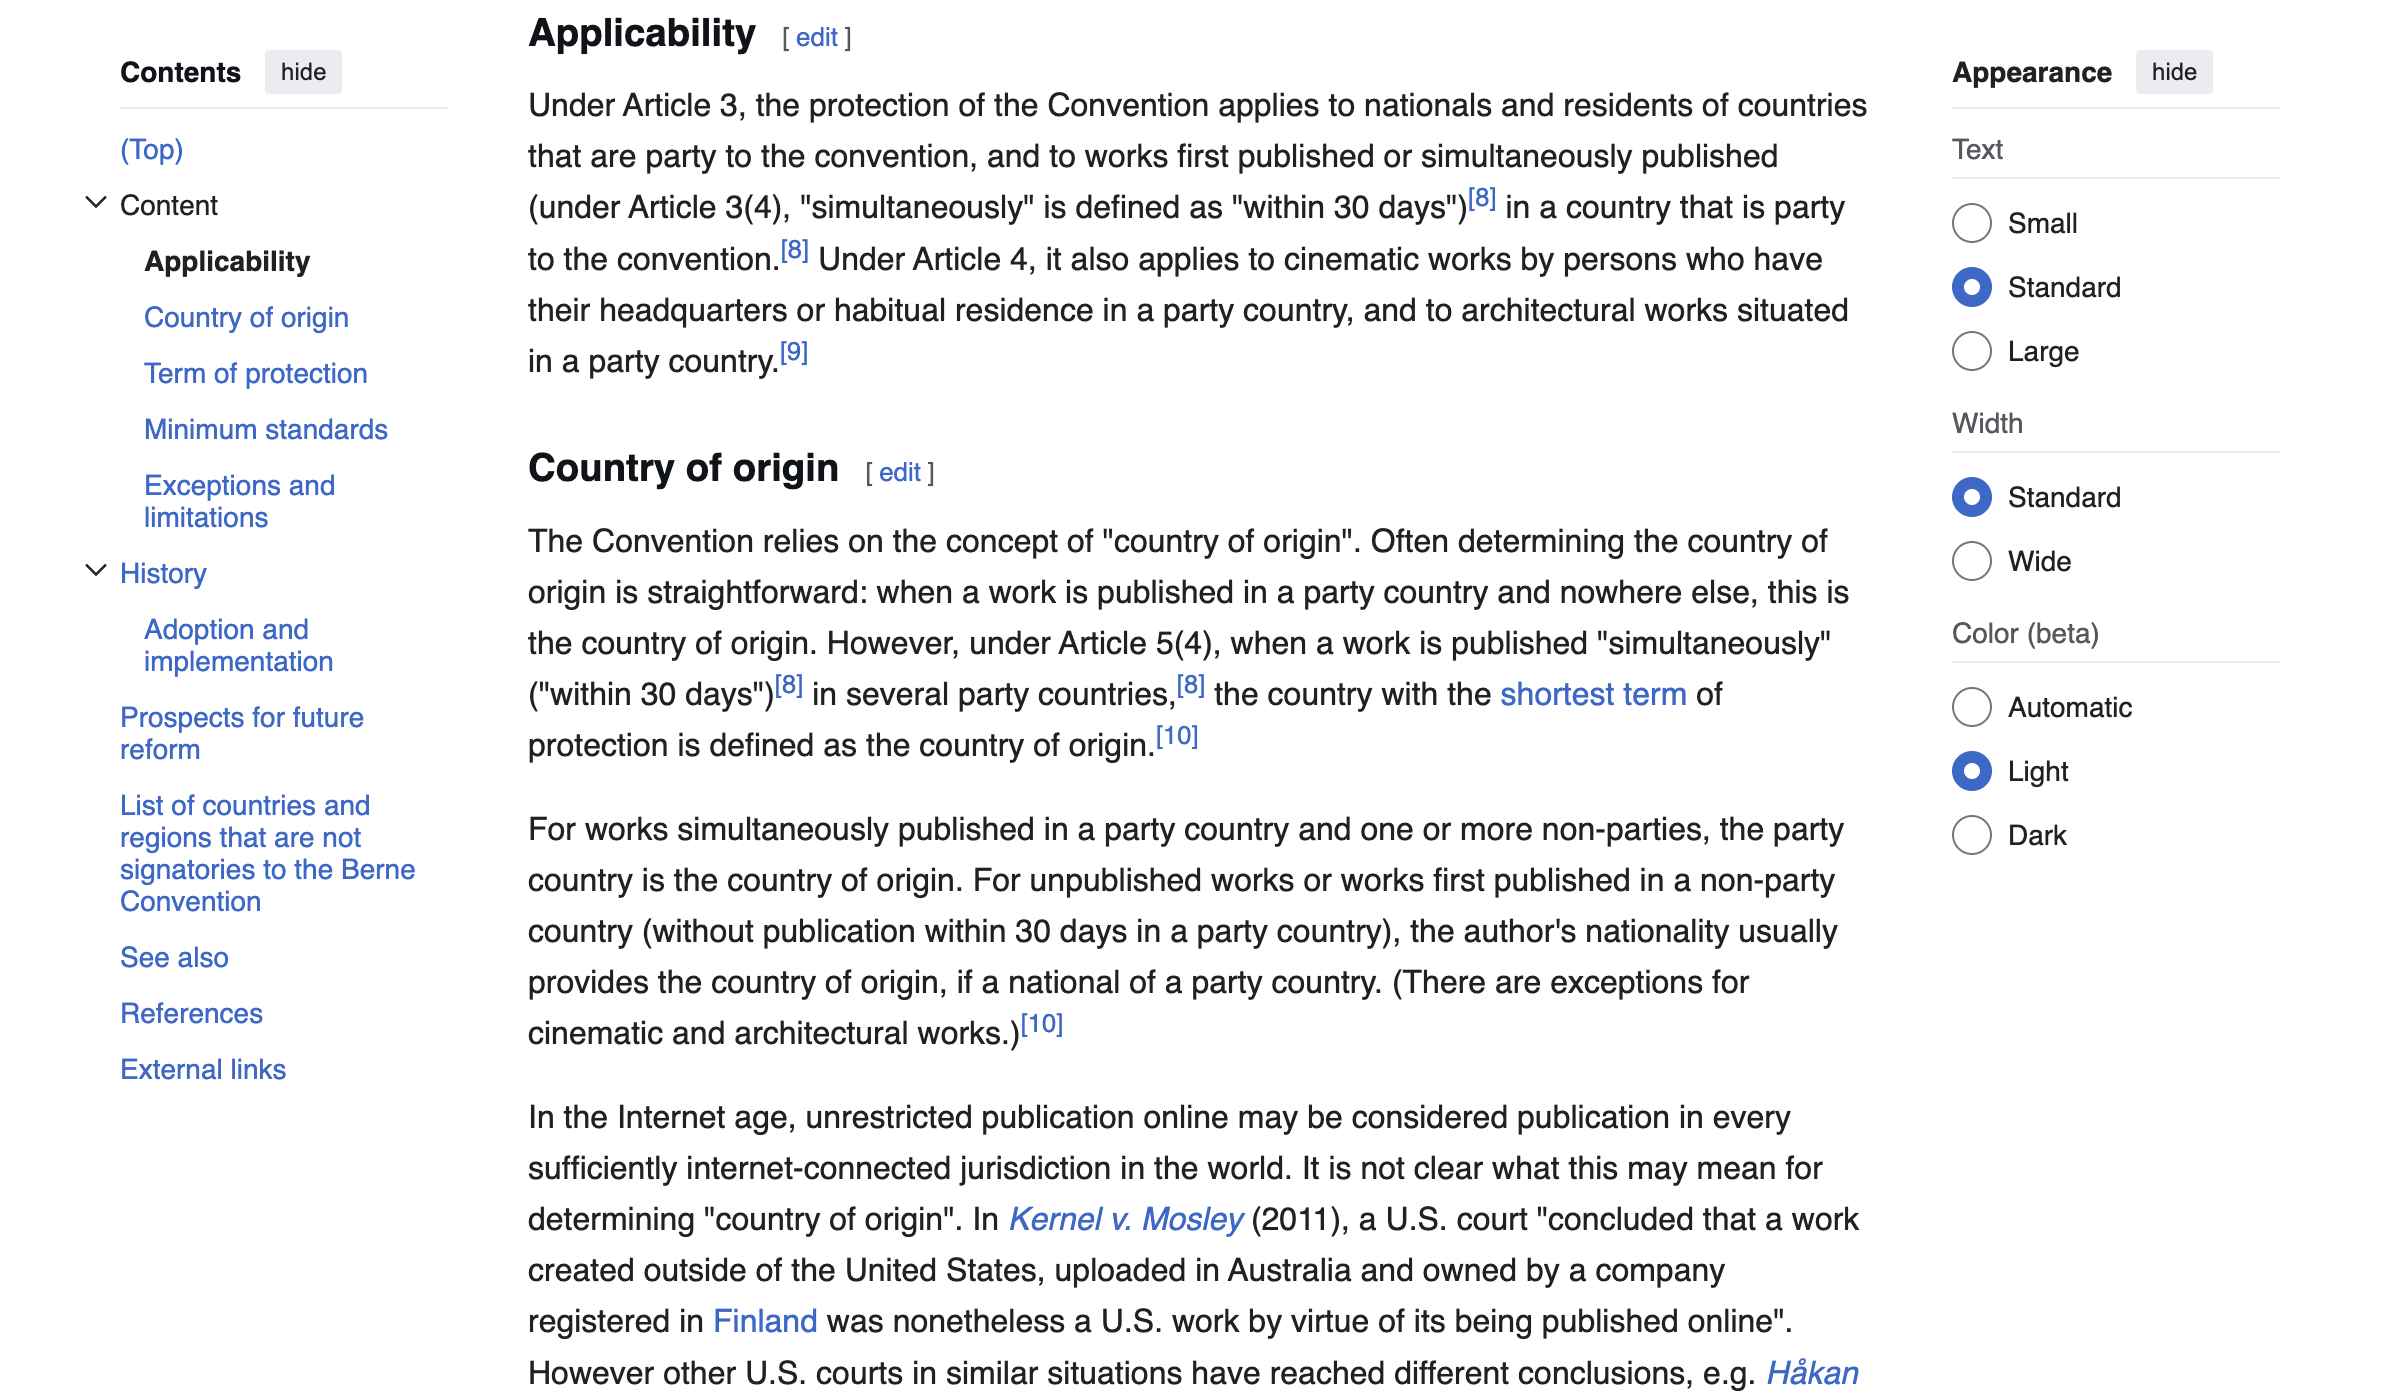 Contents hide
(Top)
Content
Applicability
Country of origin
Term of protection
Minimum standards
Exceptions and
limitations
History
Adoption and
implementation
Prospects for future
reform
List of countries and
regions that are not
signatories to the Berne
Convention
See also
References
External links
Applicability [ edit ]
Under Article 3, the protection of the Convention applies to nationals and residents of countries
that are party to the convention, and to works first published or simultaneously published
(under Article 3(4), "simultaneously" is defined as "within 30 days")[8] in a country that is party
to the convention.[8] Under Article 4, it also applies to cinematic works by persons who have
their headquarters or habitual residence in a party country, and to architectural works situated
in a party country.[9]
Country of origin [ edit ]
The Convention relies on the concept of "country of origin". Often determining the country of
origin is straightforward: when a work is published in a party country and nowhere else, this is
the country of origin. However, under Article 5(4), when a work is published "simultaneously"
("within 30 days")[8] in several party countries,[8] the country with the shortest term of
protection is defined as the country of origin.[10]
For works simultaneously published in a party country and one or more non-parties, the party
country is the country of origin. For unpublished works or works first published in a non-party
country (without publication within 30 days in a party country), the author's nationality usually
provides the country of origin, if a national of a party country. (There are exceptions for
cinematic and architectural works.)[10]
In the Internet age, unrestricted publication online may be considered publication in every
sufficiently internet-connected jurisdiction in the world. It is not clear what this may mean for
determining "country of origin". In Kernel v. Mosley (2011), a U.S. court "concluded that a work
created outside of the United States, uploaded in Australia and owned by a company
registered in Finland was nonetheless a U.S. work by virtue of its being published online".
However other U.S. courts in similar situations have reached different conclusions, e.g. Håkan
Appearance hide
Text
Small
Standard
Large
Width
Standard
Wide
Color (beta)
Automatic
Light
Dark